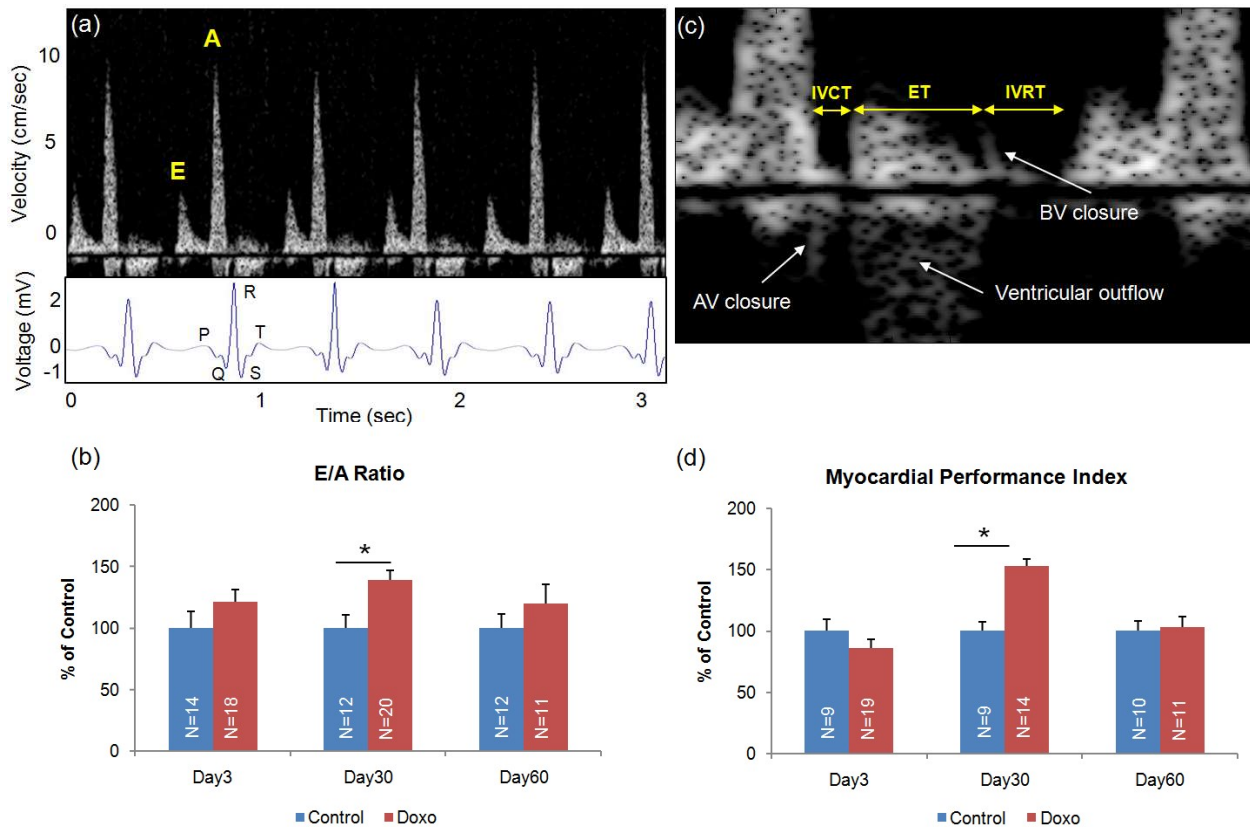 (a)
A
E
Velocity (cm/sec)
10
5
0
Voltage (mV)
2
0
-1
P
R
T
Q
S
0
1
2
3
Time (sec)
(c)
IVCT
ET
IVRT
BV closure
AV closure
Ventricular outflow
(b)
E/A Ratio
% of Control
200
150
100
50
0
*
N=14
N=18
N=12
N=20
N=12
N=11
Day3
Day30
Day60
Control
Doxo
(d)
Myocardial Performance Index
% of Control
200
150
100
50
0
*
N=9
N=19
N=9
N=14
N=10
N=11
Day3
Day30
Day60
Control
Doxo